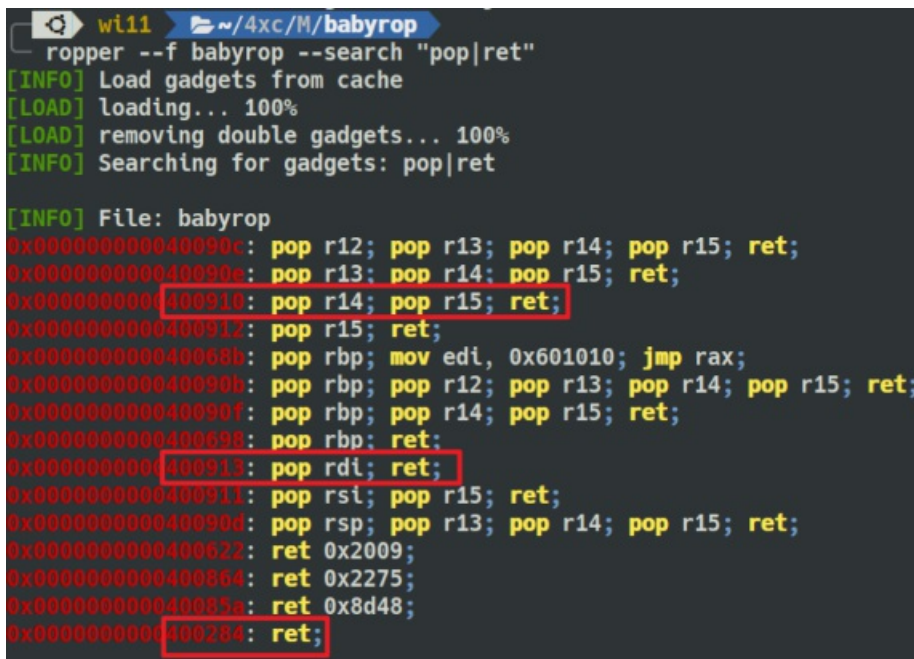 wi11 ~/4xc/M/babyrop
ropper --f babyrop --search "pop|ret"
[INFO] Load gadgets from cache
[LOAD] loading... 100%
[LOAD] removing double gadgets... 100%
[INFO] Searching for gadgets: pop|ret
[INFO] File: babyrop
0x000000000040090c: pop r12; pop r13; pop r14; pop r15; ret;
0x000000000040090e: pop r13; pop r14; pop r15; ret;
0x0000000000400910: pop r14; pop r15; ret;
0x0000000000400912: pop r15; ret;
0x000000000040068b: pop rbp; mov edi, 0x601010; jmp rax;
0x000000000040090b: pop rbp; pop r12; pop r13; pop r14; pop r15; ret;
0x000000000040090f: pop rbp; pop r14; pop r15; ret;
0x0000000000400698: pop rbp; ret;
0x0000000000400913: pop rdi; ret;
0x0000000000400911: pop rsi; pop r15; ret;
0x000000000040090d: pop rsp; pop r13; pop r14; pop r15; ret;
0x0000000000400622: ret 0x2009;
0x0000000000400864: ret 0x2275;
0x000000000040085a: ret 0x8d48;
0x0000000000400284: ret;